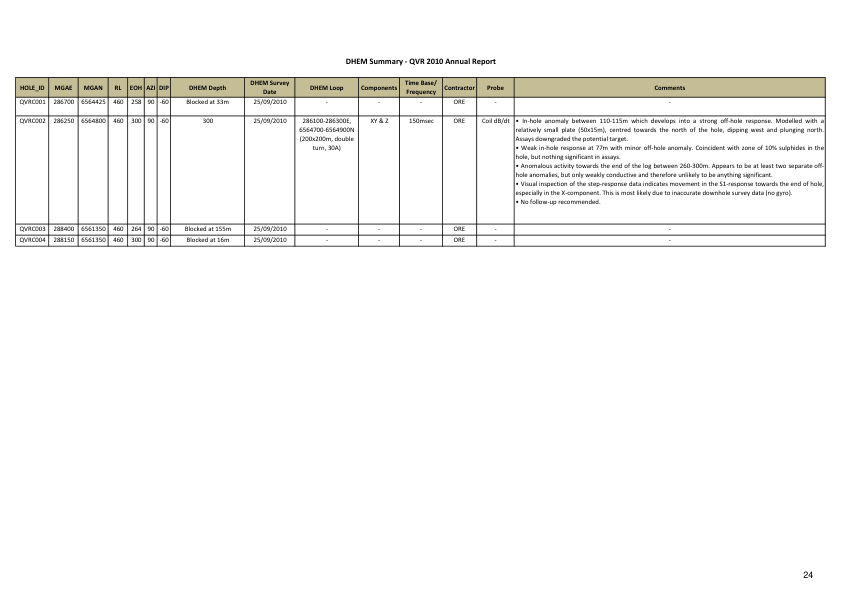 DHEM Summary - QVR 2010 Annual Report
HOLE_ID MGAE MGAN RL EOH AZI DIP DHEM Depth DHEM Survey Date DHEM Loop Components Time Base/ Frequency Contractor Probe Comments
QVRC001 286700 6564425 460 258 90 -60 Blocked at 33m 25/09/2010 - - - ORE - -
QVRC002 286250 6564800 460 300 90 -60 300 25/09/2010 286100-286300E, XY & Z 150msec ORE Coil dB/dt
6564700-6564900N
(200x200m, double
turn, 30A)
• In-hole anomaly between 110-115m which develops into a strong off-hole response. Modelled with a
relatively small plate (50x15m), centred towards the north of the hole, dipping west and plunging north.
Assays downgraded the potential target.
• Weak in-hole response at 77m with minor off-hole anomaly. Coincident with zone of 10% sulphides in the
hole, but nothing significant in assays.
• Anomalous activity towards the end of the log between 260-300m. Appears to be at least two separate off-
hole anomalies, but only weakly conductive and therefore unlikely to be anything significant.
• Visual inspection of the step-response data indicates movement in the S1-response towards the end of hole,
especially in the X-component. This is most likely due to inaccurate downhole survey data (no gyro).
• No follow-up recommended.
QVRC003 288400 6561350 460 264 90 -60 Blocked at 155m 25/09/2010 - - - ORE - -
QVRC004 288150 6561350 460 300 90 -60 Blocked at 16m 25/09/2010 - - - ORE - -
24